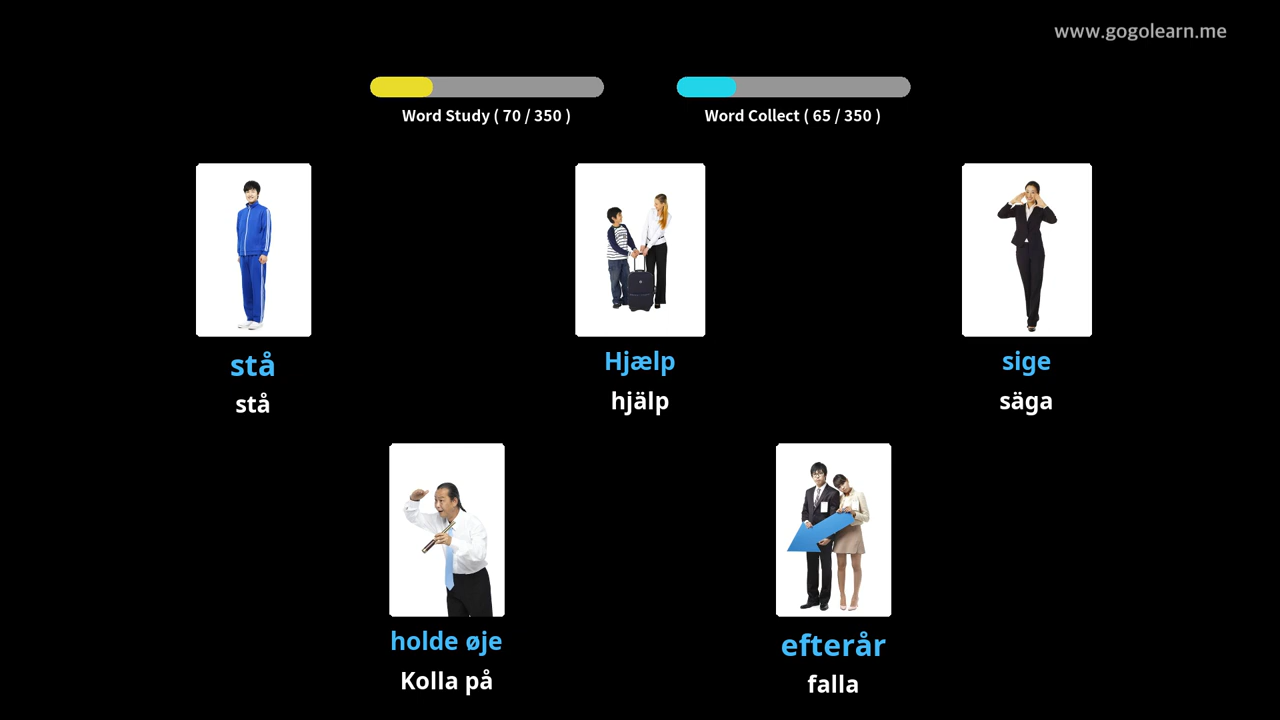 www.gogolearn.me
Word Study ( 70 / 350 )
Word Collect ( 65 / 350 )
stå
stå
Hjælp
hjälp
sige
säga
holde øje
Kolla på
efterår
falla